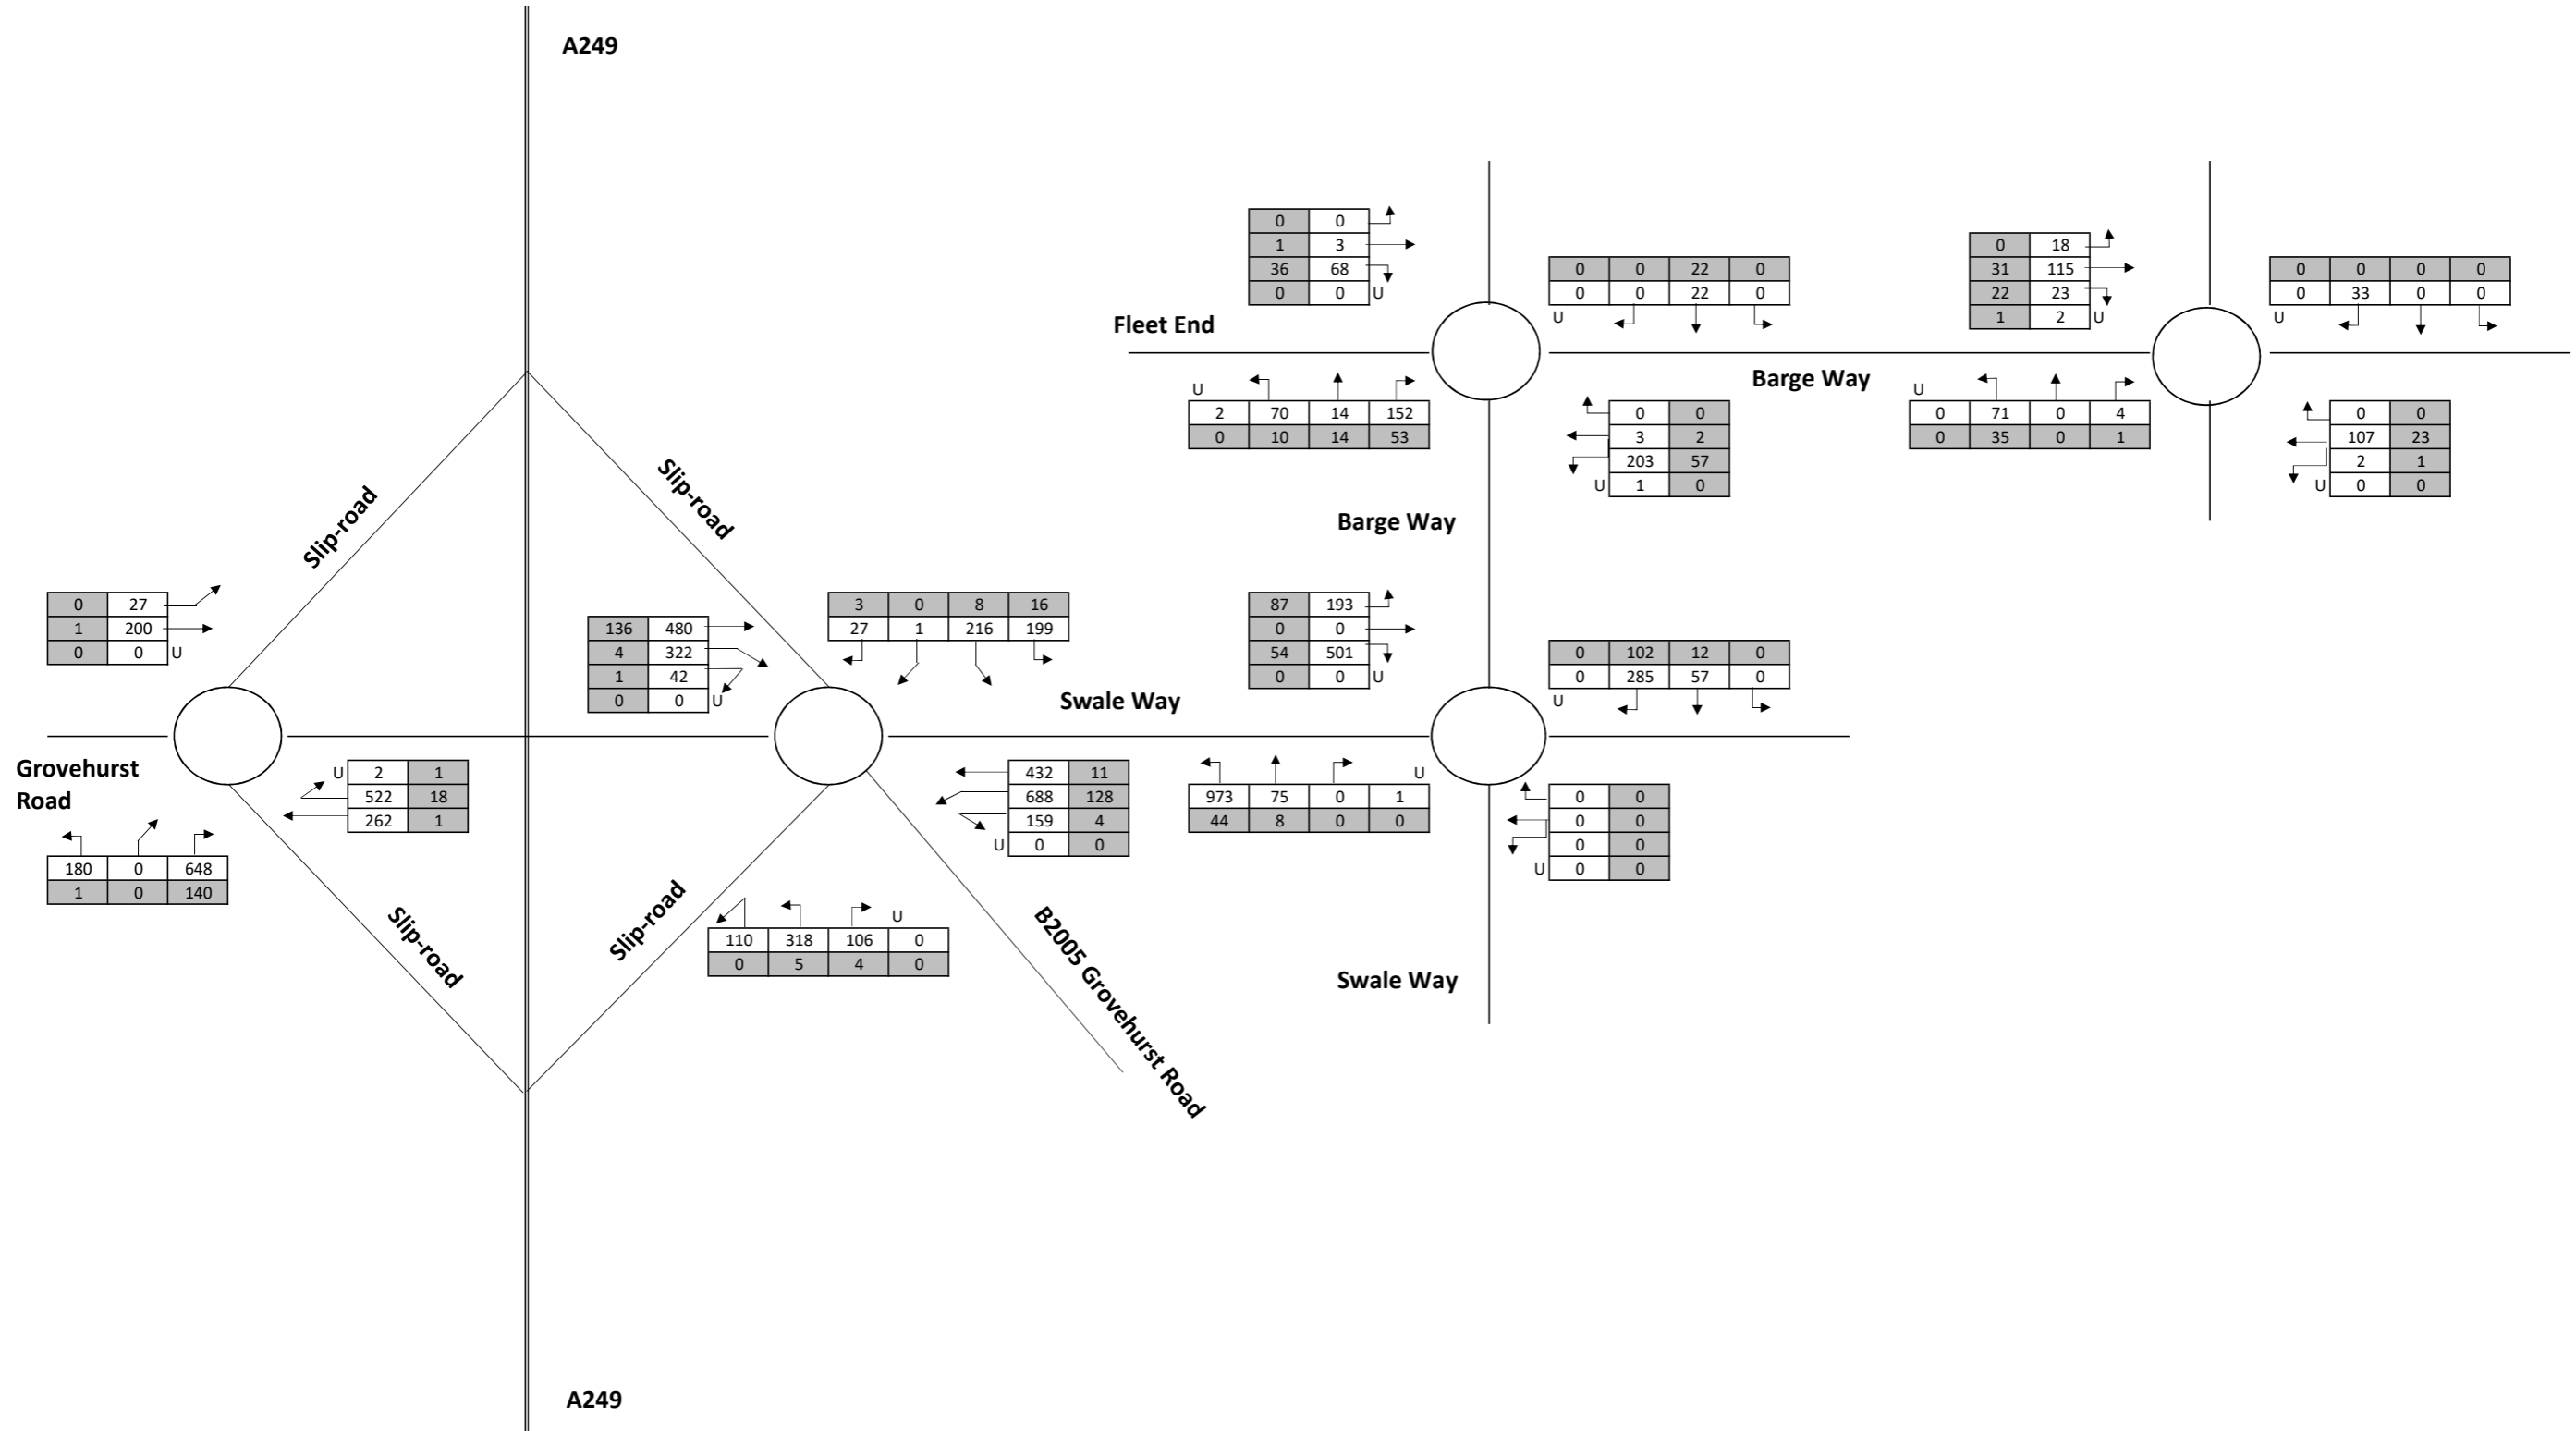 A249
0 0
1 3
36 68
0 0 U
0 0 22 0
0 0 22 0
U
0 18
31 115
22 23
1 2 U
0 0 0 0
0 33 0 0
U
Fleet End
Barge Way
U
2 70 14 152
0 10 14 53
0 0
3 2
203 57
U 1 0
U
0 71 0 4
0 35 0 1
0 0
107 23
2 1
U 0 0
Slip-road
Slip-road
Barge Way
0 27
1 200
0 0 U
136 480
4 322
1 42
0 0 U
3 0 8 16
27 1 216 199
Swale Way
87 193
0 0
54 501
0 0 U
0 102 12 0
0 285 57 0
U
Grovehurst
Road
U 2 1
522 18
262 1
180 0 648
1 0 140
432 11
688 128
159 4
U 0 0
U
973 75 0 1
44 8 0 0
0 0
0 0
0 0
U 0 0
Slip-road
Slip-road
U
110 318 106 0
0 5 4 0
B2005 Grovehurst Road
Swale Way
A249